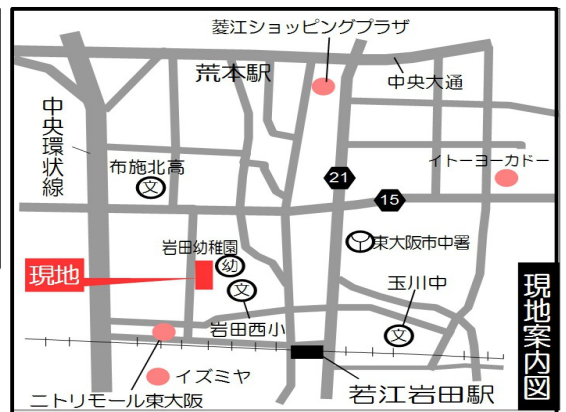 菱江ショッピングプラザ
荒本駅
中央大通
中央環状線
布施北高
文
イトーヨーカドー
21
15
岩田幼稚園
幼
東大阪市中署
現地
文
玉川中
岩田西小
文
現地案内図
イズミヤ
若江岩田駅
ニトリモール東大阪